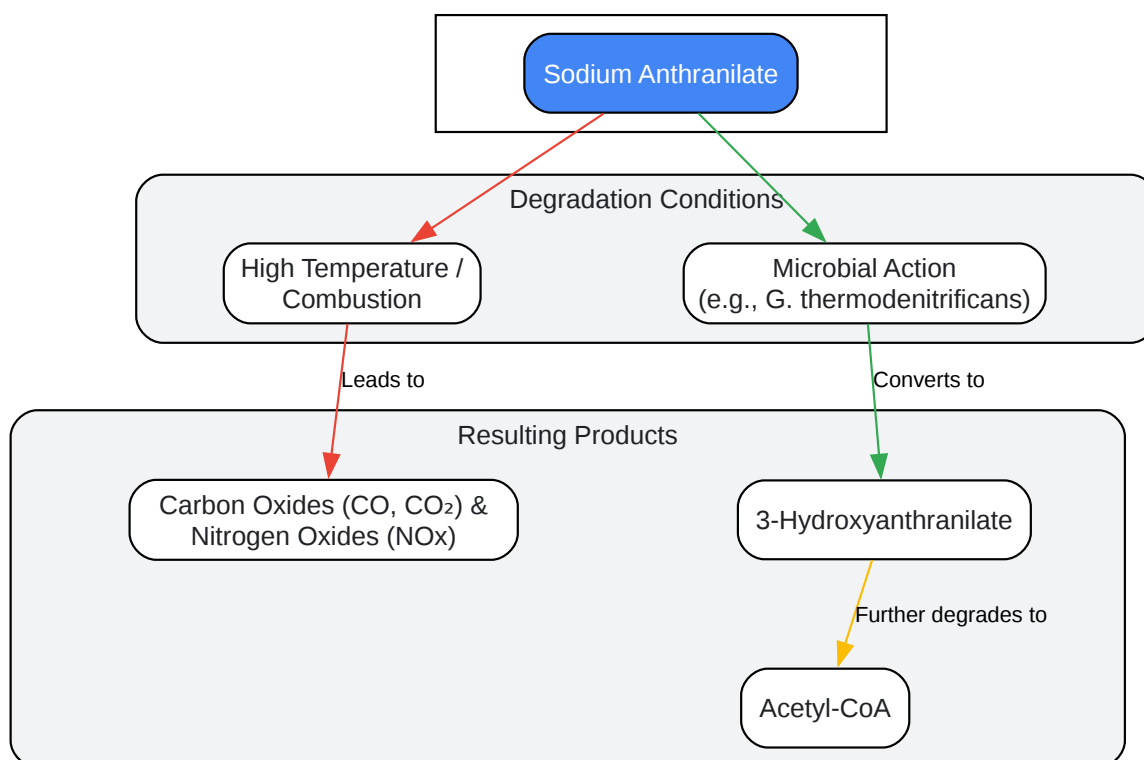 Sodium Anthranilate
Degradation Conditions
High Temperature /
Combustion
Microbial Action
(e.g., G. thermodenitrificans)
Leads to
Converts to
Resulting Products
Carbon Oxides (CO, CO₂) &
Nitrogen Oxides (NOx)
3-Hydroxyanthranilate
Further degrades to
Acetyl-CoA